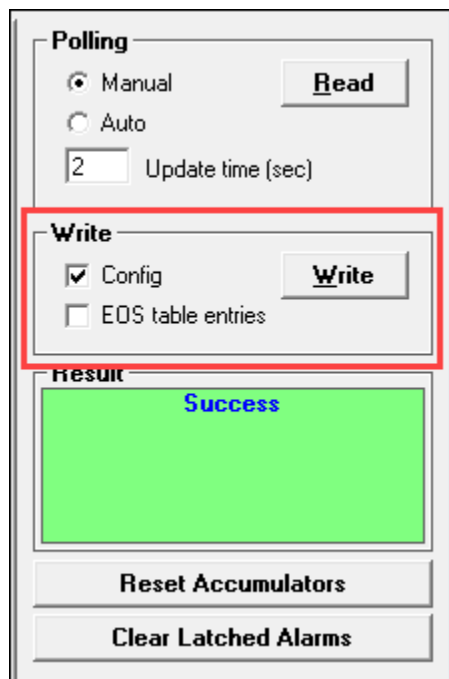 Polling
Manual
Read
Auto
2 Update time (sec)
Write
Config
Write
EOS table entries
Result
Success
Reset Accumulators
Clear Latched Alarms